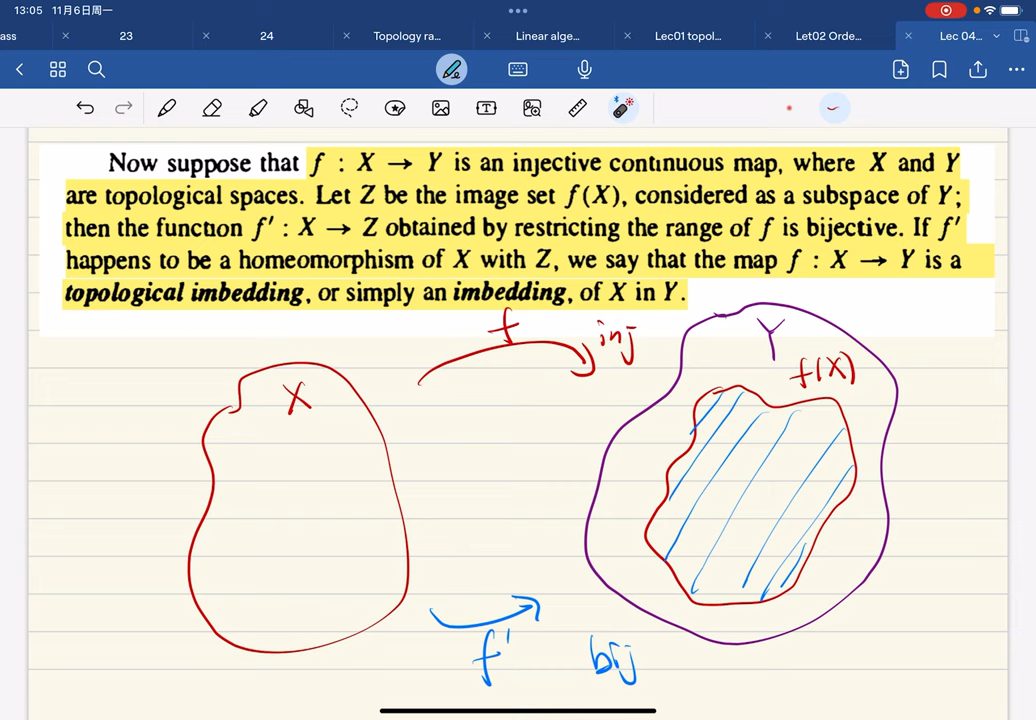 13:05 11月6日周一
ass
23
24
Topology ra...
Linear alge...
Lec01 topol...
Let02 Orde...
Lec 04...
Now suppose that f : X → Y is an injective continuous map, where X and Y
are topological spaces. Let Z be the image set f(X), considered as a subspace of Y;
then the function f' : X → Z obtained by restricting the range of f is bijective. If f'
happens to be a homeomorphism of X with Z, we say that the map f : X → Y is a
topological imbedding, or simply an imbedding, of X in Y.
f
inj
Y
f(X)
X
f'
bij